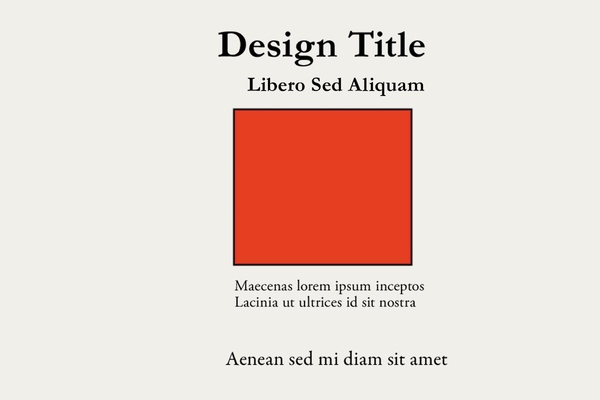 Design Title
Libero Sed Aliquam
Maecenas lorem ipsum inceptos
Lacinia ut ultrices id sit nostra
Aenean sed mi diam sit amet